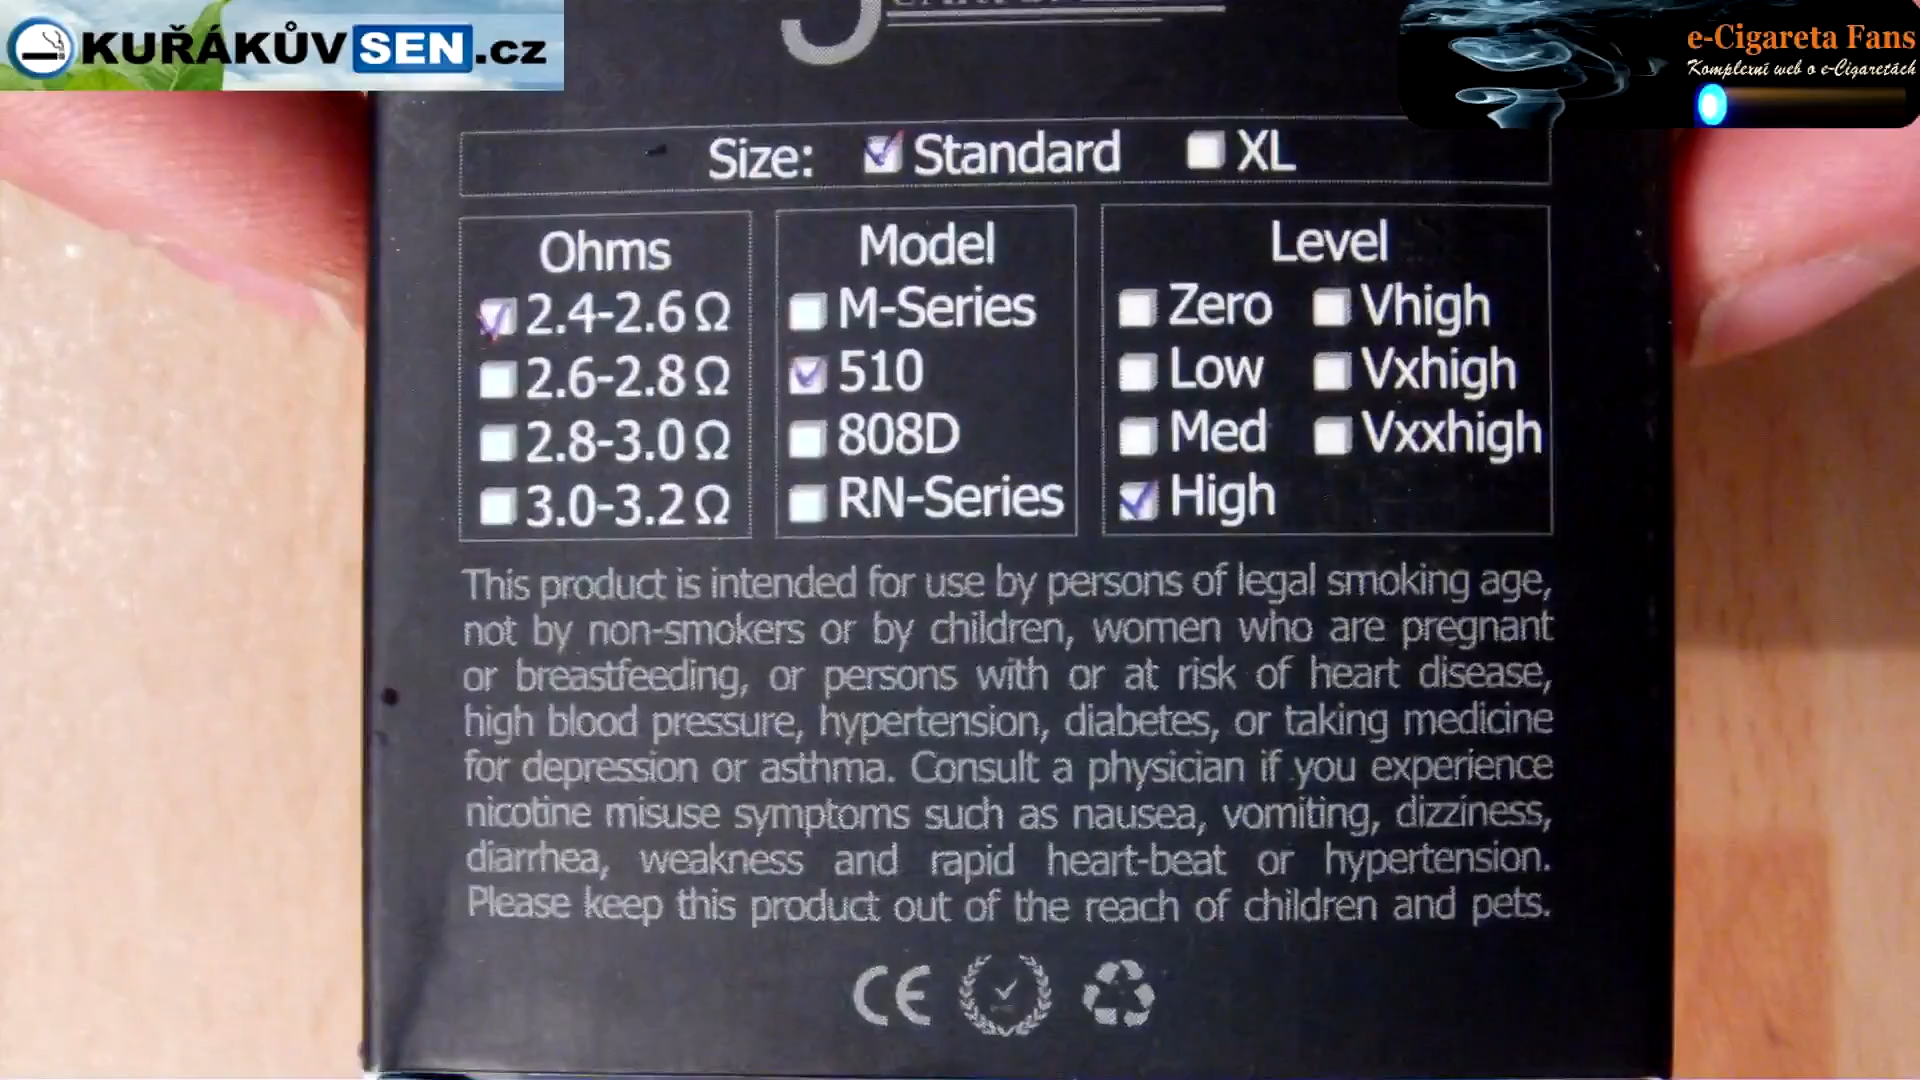 KUŘÁKŮV SEN.cz
e-Cigareta Fans
Komplexní web o e-Cigaretách
Size: Standard XL
Ohms
2.4-2.6 Ω
2.6-2.8 Ω
2.8-3.0 Ω
3.0-3.2 Ω
Model
M-Series
510
808D
RN-Series
Level
Zero Vhigh
Low Vxhigh
Med Vxxhigh
High
This product is intended for use by persons of legal smoking age,
not by non-smokers or by children, women who are pregnant
or breastfeeding, or persons with or at risk of heart disease,
high blood pressure, hypertension, diabetes, or taking medicine
for depression or asthma. Consult a physician if you experience
nicotine misuse symptoms such as nausea, vomiting, dizziness,
diarrhea, weakness and rapid heart-beat or hypertension.
Please keep this product out of the reach of children and pets.
CE